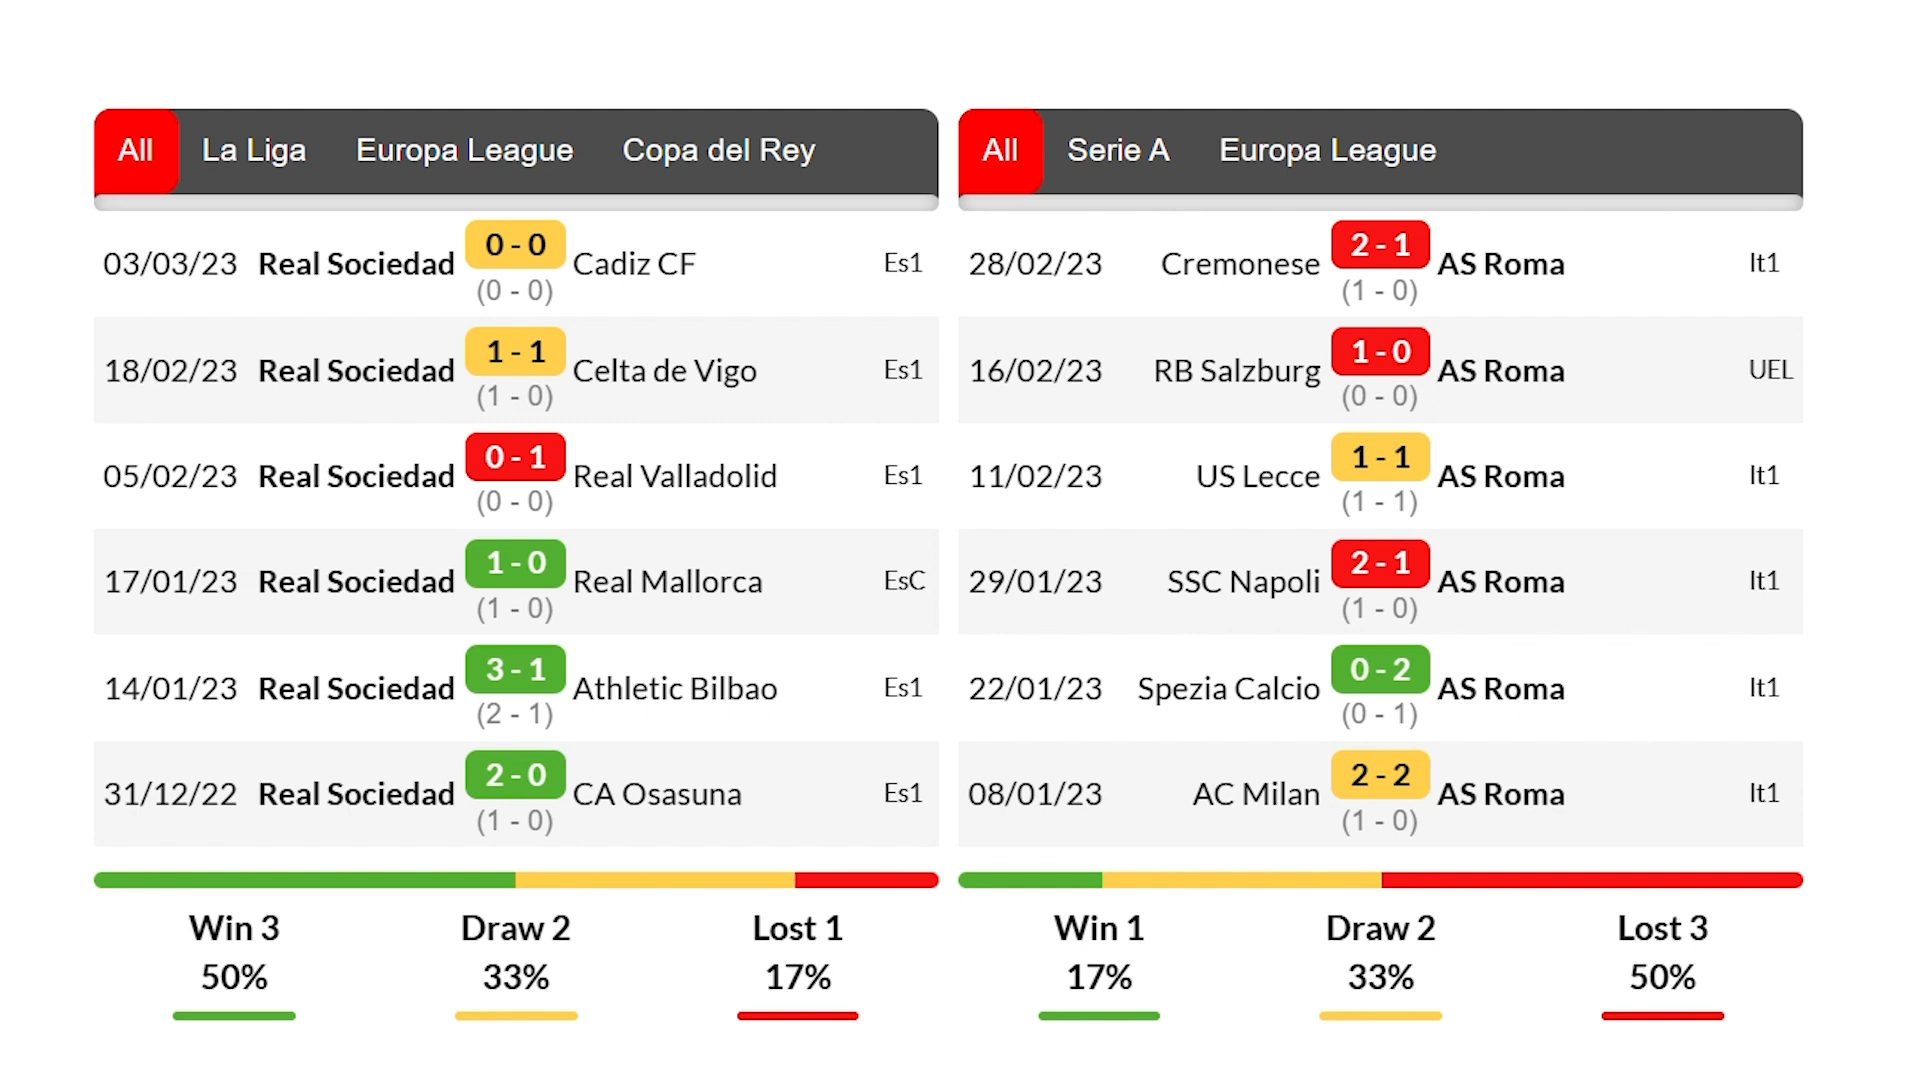 All La Liga Europa League Copa del Rey
03/03/23 Real Sociedad 0 - 0 Cadiz CF Es1
(0 - 0)
18/02/23 Real Sociedad 1 - 1 Celta de Vigo Es1
(1 - 0)
05/02/23 Real Sociedad 0 - 1 Real Valladolid Es1
(0 - 0)
17/01/23 Real Sociedad 1 - 0 Real Mallorca EsC
(1 - 0)
14/01/23 Real Sociedad 3 - 1 Athletic Bilbao Es1
(2 - 1)
31/12/22 Real Sociedad 2 - 0 CA Osasuna Es1
(1 - 0)
Win 3 Draw 2 Lost 1
50% 33% 17%
All Serie A Europa League
28/02/23 Cremonese 2 - 1 AS Roma It1
(1 - 0)
16/02/23 RB Salzburg 1 - 0 AS Roma UEL
(0 - 0)
11/02/23 US Lecce 1 - 1 AS Roma It1
(1 - 1)
29/01/23 SSC Napoli 2 - 1 AS Roma It1
(1 - 0)
22/01/23 Spezia Calcio 0 - 2 AS Roma It1
(0 - 1)
08/01/23 AC Milan 2 - 2 AS Roma It1
(1 - 0)
Win 1 Draw 2 Lost 3
17% 33% 50%